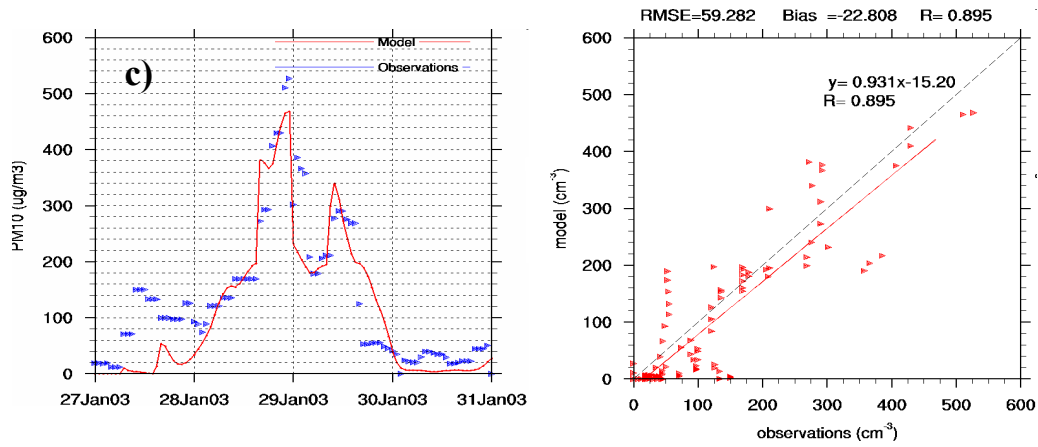 RMSE=59.282 Bias =-22.808 R= 0.895
c)
Model
Observations
PM10 (ug/m3)
600
500
400
300
200
100
0
27Jan03 28Jan03 29Jan03 30Jan03 31Jan03
y= 0.931x-15.20
R= 0.895
model (cm⁻³)
600
500
400
300
200
100
0
0 100 200 300 400 500 600
observations (cm⁻³)